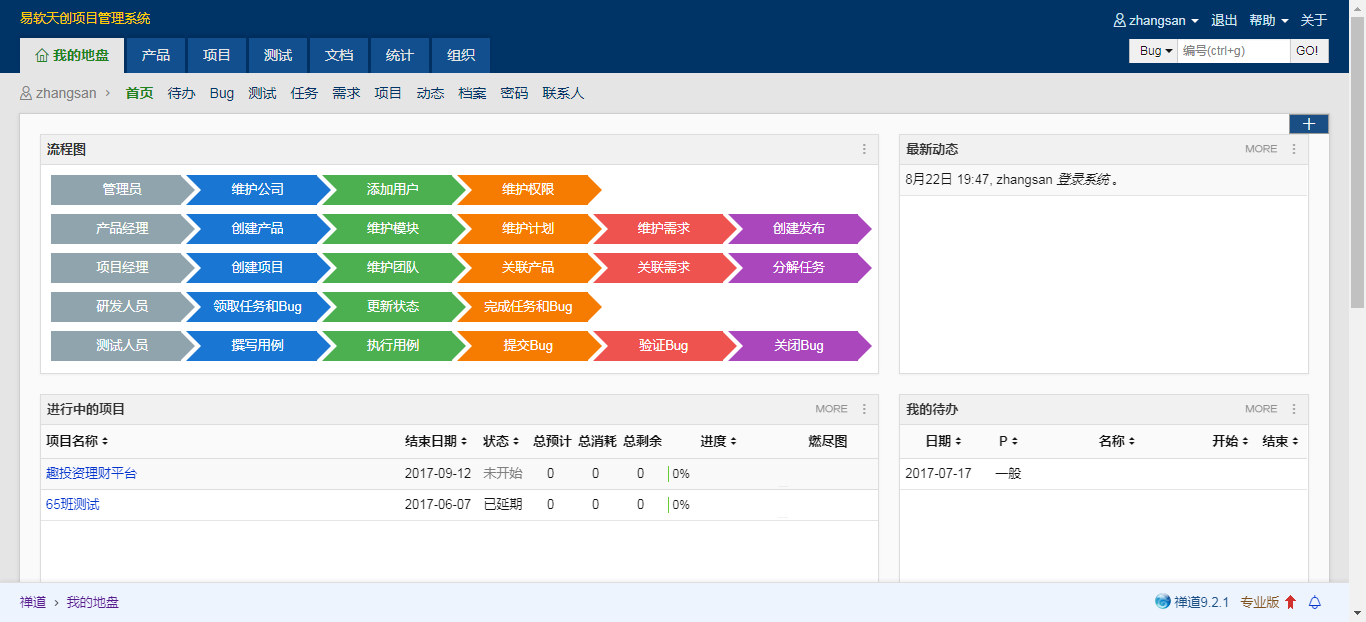 易软天创项目管理系统
zhangsan 退出 帮助 关于
我的地盘 产品 项目 测试 文档 统计 组织
Bug 编号(ctrl+g) GO!
zhangsan › 首页 待办 Bug 测试 任务 需求 项目 动态 档案 密码 联系人
流程图
管理员 维护公司 添加用户 维护权限
产品经理 创建产品 维护模块 维护计划 维护需求 创建发布
项目经理 创建项目 维护团队 关联产品 关联需求 分解任务
研发人员 领取任务和Bug 更新状态 完成任务和Bug
测试人员 撰写用例 执行用例 提交Bug 验证Bug 关闭Bug
最新动态 MORE
8月22日 19:47, zhangsan 登录系统 。
进行中的项目 MORE
项目名称 结束日期 状态 总预计 总消耗 总剩余 进度 燃尽图
趣投资理财平台 2017-09-12 未开始 0 0 0 0%
65班测试 2017-06-07 已延期 0 0 0 0%
我的待办 MORE
日期 P 名称 开始 结束
2017-07-17 一般
禅道 › 我的地盘
禅道9.2.1 专业版